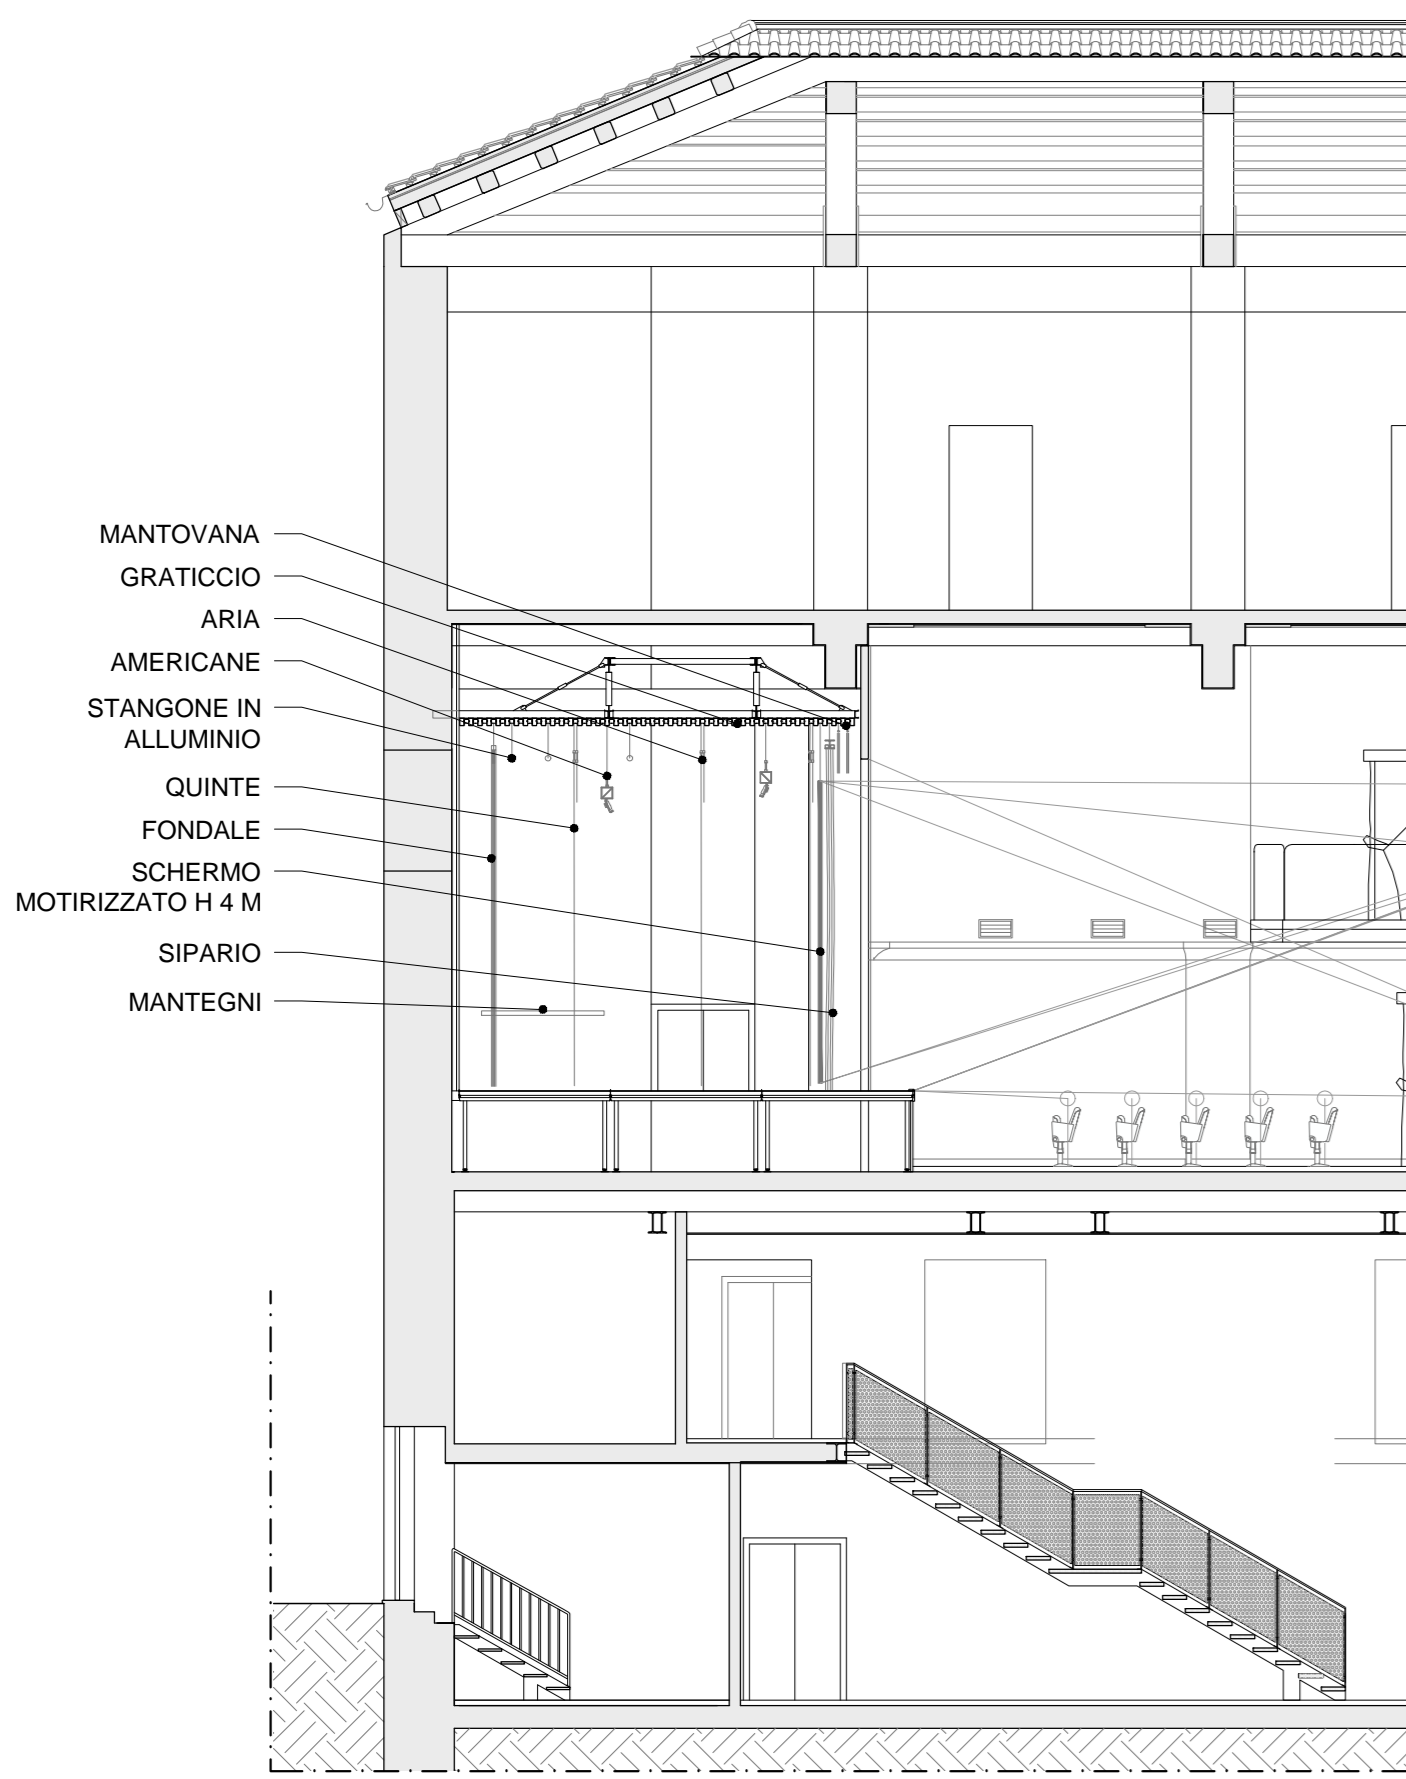 MANTOVANA
GRATICCIO
ARIA
AMERICANE
STANGONE IN
ALLUMINIO
QUINTE
FONDALE
SCHERMO
MOTIRIZZATO H 4 M
SIPARIO
MANTEGNI